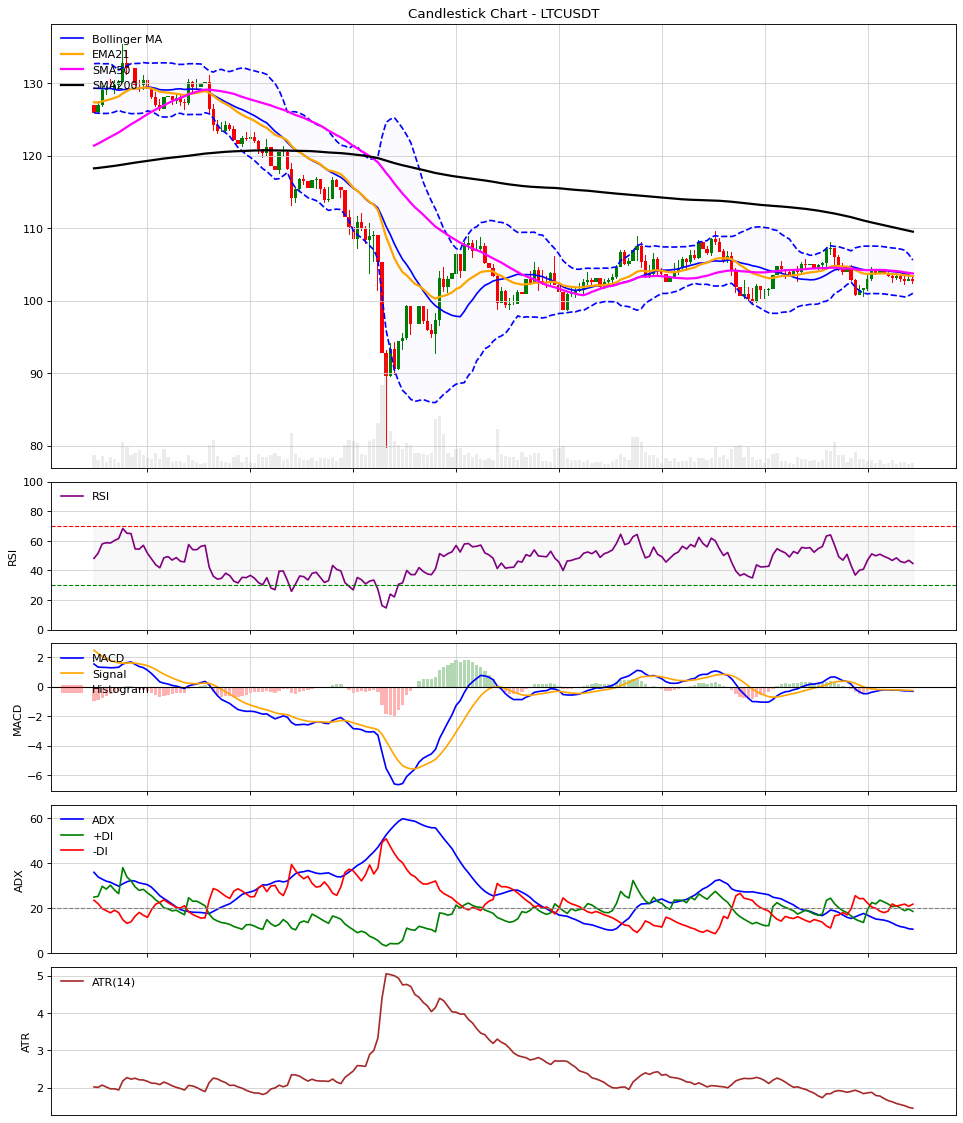 Candlestick Chart - LTCUSDT
Bollinger MA
EMA21
SMA50
SMA200
130
120
110
100
90
80
RSI
100
80
60
40
20
0
RSI
MACD
Signal
Histogram
2
0
−2
−4
−6
MACD
ADX
+DI
-DI
60
40
20
0
ADX
ATR(14)
5
4
3
2
ATR